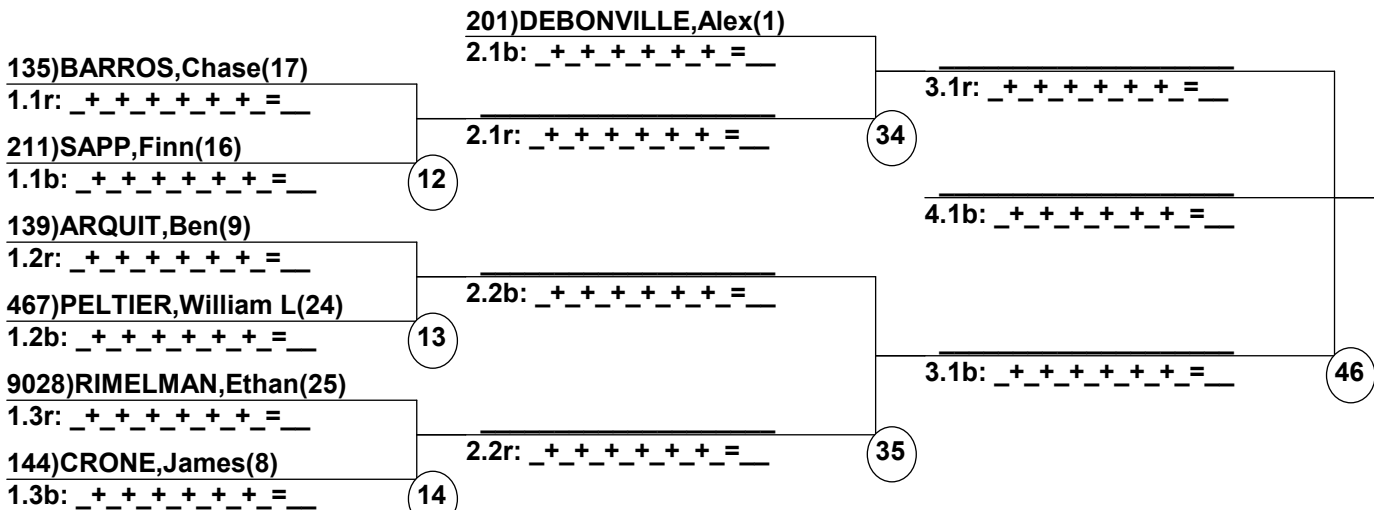 135)BARROS,Chase(17)
1.1r: _+_+_+_+_+_=__
211)SAPP,Finn(16)
1.1b: _+_+_+_+_+_=__
12
139)ARQUIT,Ben(9)
1.2r: _+_+_+_+_+_=__
467)PELTIER,William L(24)
1.2b: _+_+_+_+_+_=__
13
9028)RIMELMAN,Ethan(25)
1.3r: _+_+_+_+_+_=__
144)CRONE,James(8)
1.3b: _+_+_+_+_+_=__
14
201)DEBONVILLE,Alex(1)
2.1b: _+_+_+_+_+_=__
2.1r: _+_+_+_+_+_=__
34
2.2b: _+_+_+_+_+_=__
2.2r: _+_+_+_+_+_=__
35
3.1r: _+_+_+_+_+_=__
4.1b: _+_+_+_+_+_=__
3.1b: _+_+_+_+_+_=__
46